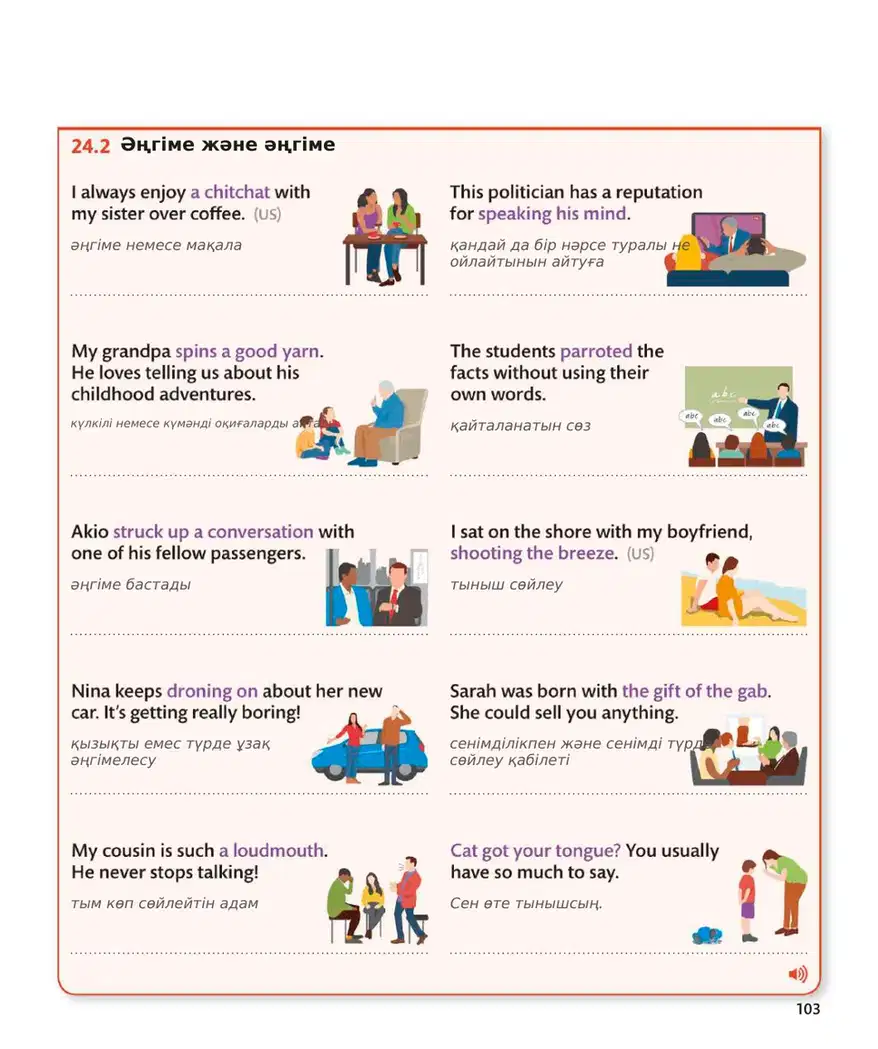 24.2 Әңгіме және әңгіме
I always enjoy a chitchat with
my sister over coffee. (US)
әңгіме немесе мақала
This politician has a reputation
for speaking his mind.
қандай да бір нәрсе туралы не
ойлайтынын айтуға
My grandpa spins a good yarn.
He loves telling us about his
childhood adventures.
күлкілі немесе күмәнді оқиғаларды
The students parroted the
facts without using their
own words.
қайталанатын сөз
abc
abc
abc
abc
abc
Akio struck up a conversation with
one of his fellow passengers.
әңгіме бастады
I sat on the shore with my boyfriend,
shooting the breeze. (US)
тыныш сөйлеу
Nina keeps droning on about her new
car. It's getting really boring!
қызықты емес түрде ұзақ
әңгімелесу
Sarah was born with the gift of the gab.
She could sell you anything.
сенімділікпен және сенімді түрде
сөйлеу қабілеті
My cousin is such a loudmouth.
He never stops talking!
тым көп сөйлейтін адам
Cat got your tongue? You usually
have so much to say.
Сен өте тынышсың.
103